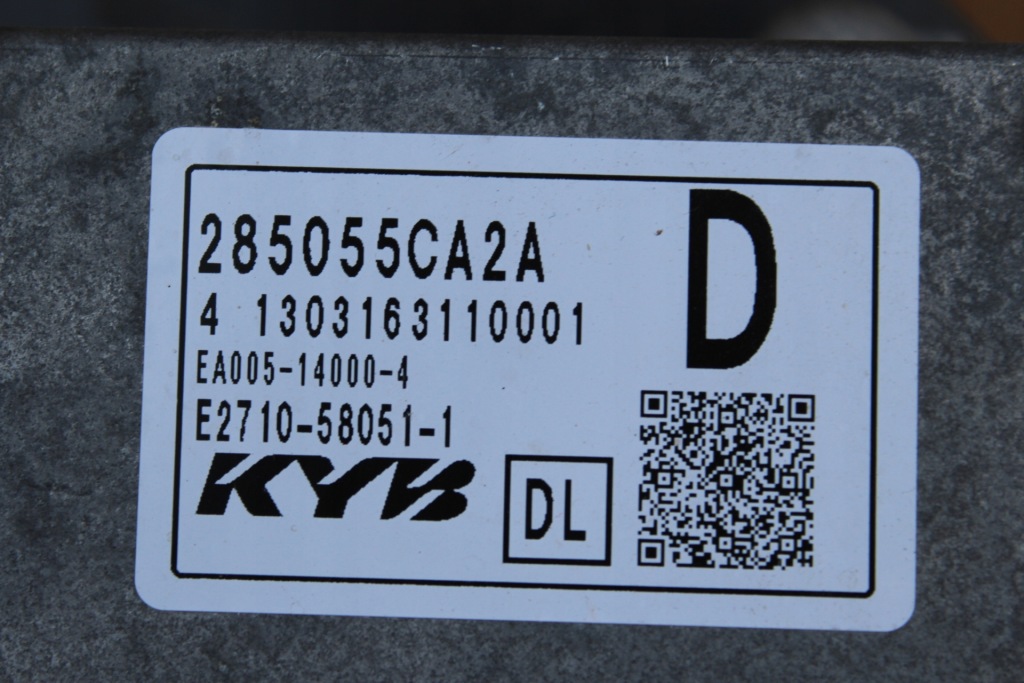 285055CA2A
D
4 1303163110001
EA005-14000-4
E2710-58051-1
KYB
DL